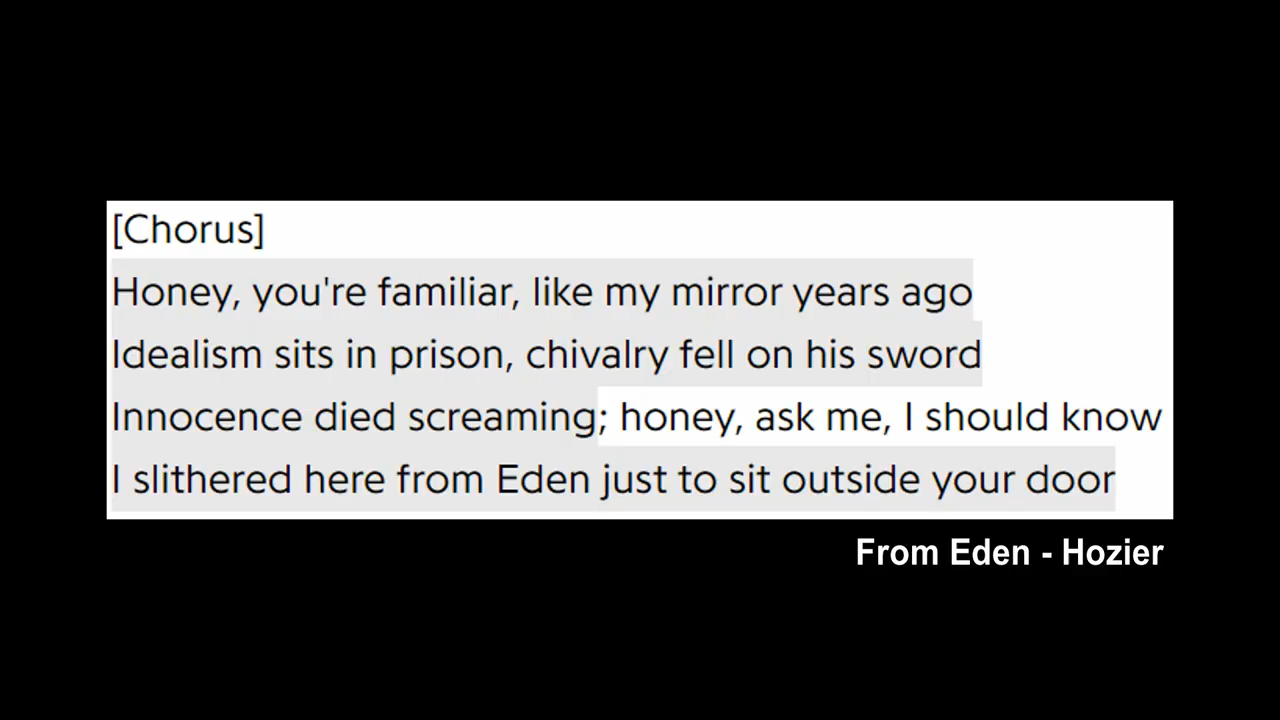 [Chorus]
Honey, you're familiar, like my mirror years ago
Idealism sits in prison, chivalry fell on his sword
Innocence died screaming; honey, ask me, I should know
I slithered here from Eden just to sit outside your door
From Eden - Hozier